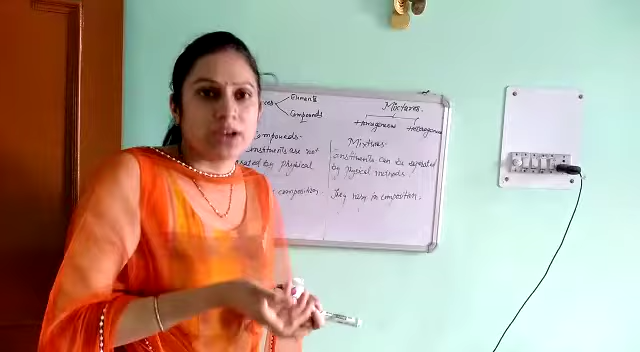 Elements
Mixtures.
Compounds
Homogeneous
Heterogeneous
Compounds.
Mixtures.
constituents are not
Constituents can be separated
by physical
by physical methods.
composition.
They vary in composition.